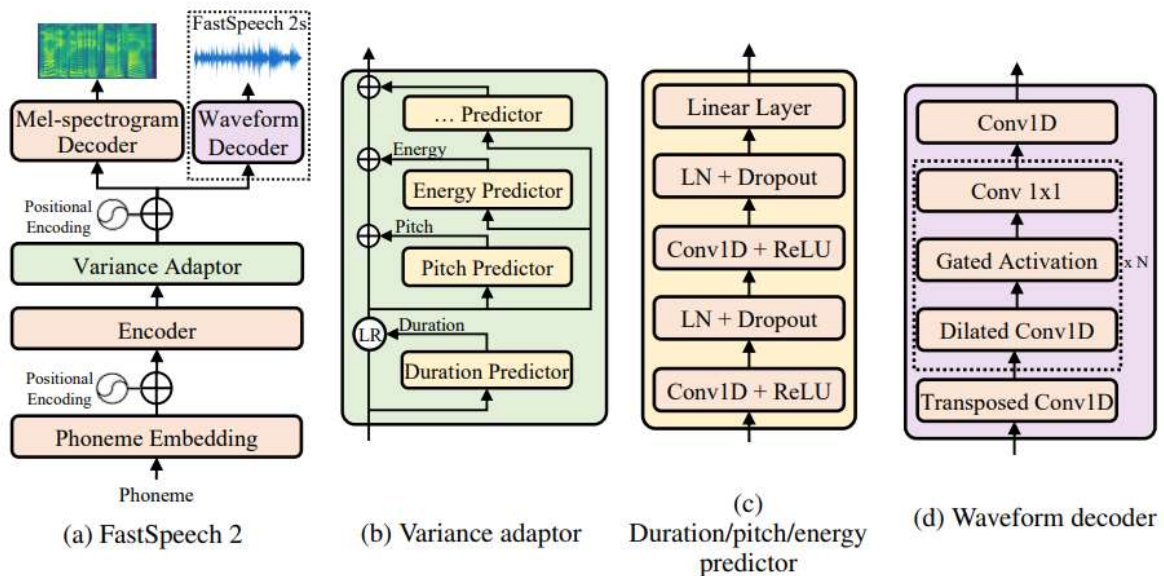 FastSpeech 2s
Mel-spectrogram
Decoder
Waveform
Decoder
Positional
Encoding
Variance Adaptor
Encoder
Positional
Encoding
Phoneme Embedding
Phoneme
(a) FastSpeech 2
... Predictor
Energy
Energy Predictor
Pitch
Pitch Predictor
LR
Duration
Duration Predictor
(b) Variance adaptor
Linear Layer
LN + Dropout
Conv1D + ReLU
LN + Dropout
Conv1D + ReLU
(c)
Duration/pitch/energy
predictor
Conv1D
Conv 1x1
Gated Activation
x N
Dilated Conv1D
Transposed Conv1D
(d) Waveform decoder